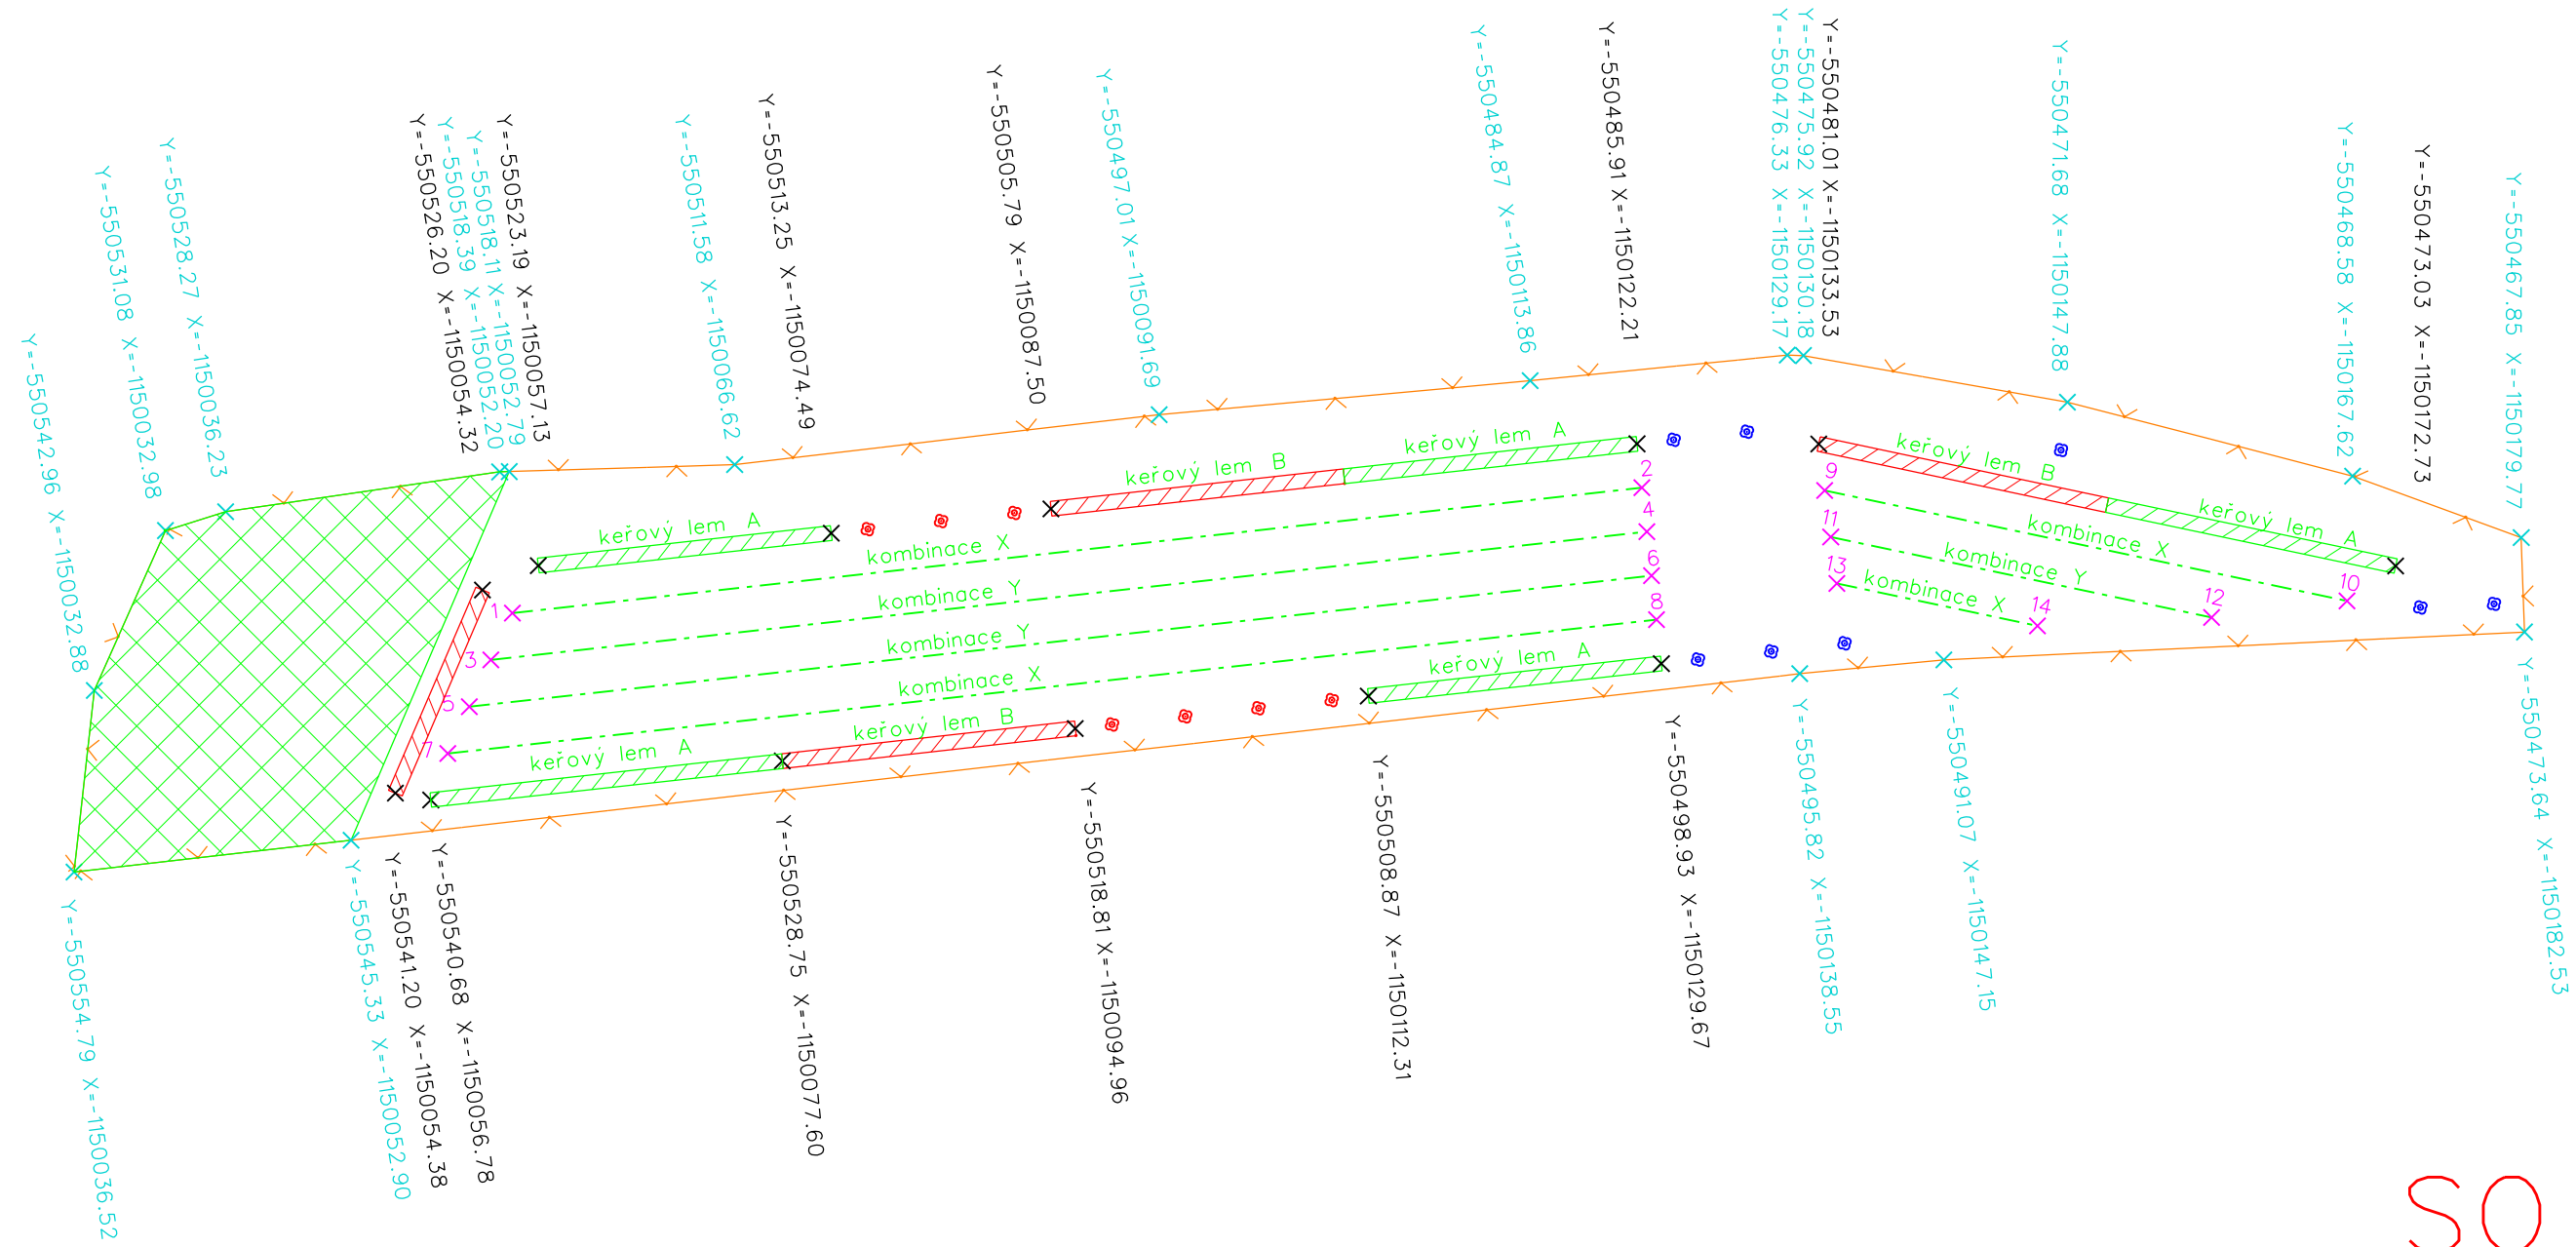 Y=-550542.96 X=-1150032.88
Y=-550531.08 X=-1150032.98
Y=-550528.27 X=-1150036.23
Y=-550526.20 X=-1150054.32
Y=-550518.39 X=-1150052.20
Y=-550518.11 X=-1150052.79
Y=-550523.19 X=-1150057.13
Y=-550511.58 X=-1150066.62
Y=-550513.25 X=-1150074.49
Y=-550505.79 X=-1150087.50
Y=-550497.01 X=-1150091.69
Y=-550484.87 X=-1150113.86
Y=-550485.91 X=-1150122.21
Y=-550476.33 X=-1150129.17
Y=-550475.92 X=-1150130.18
Y=-550481.01 X=-1150133.53
Y=-550471.68 X=-1150147.88
Y=-550468.58 X=-1150167.62
Y=-550473.03 X=-1150172.73
Y=-550467.85 X=-1150179.77
keřový lem A
keřový lem B
keřový lem A
keřový lem B
keřový lem A
1
kombinace X
2
3
kombinace Y
4
5
kombinace Y
6
7
kombinace X
8
9
kombinace X
10
11
kombinace Y
12
13
kombinace X
14
keřový lem A
keřový lem B
keřový lem A
Y=-550554.79 X=-1150036.52
Y=-550545.33 X=-1150052.90
Y=-550541.20 X=-1150054.38
Y=-550540.68 X=-1150056.78
Y=-550528.75 X=-1150077.60
Y=-550518.81 X=-1150094.96
Y=-550508.87 X=-1150112.31
Y=-550498.93 X=-1150129.67
Y=-550495.82 X=-1150138.55
Y=-550491.07 X=-1150147.15
Y=-550473.64 X=-1150182.53
SO